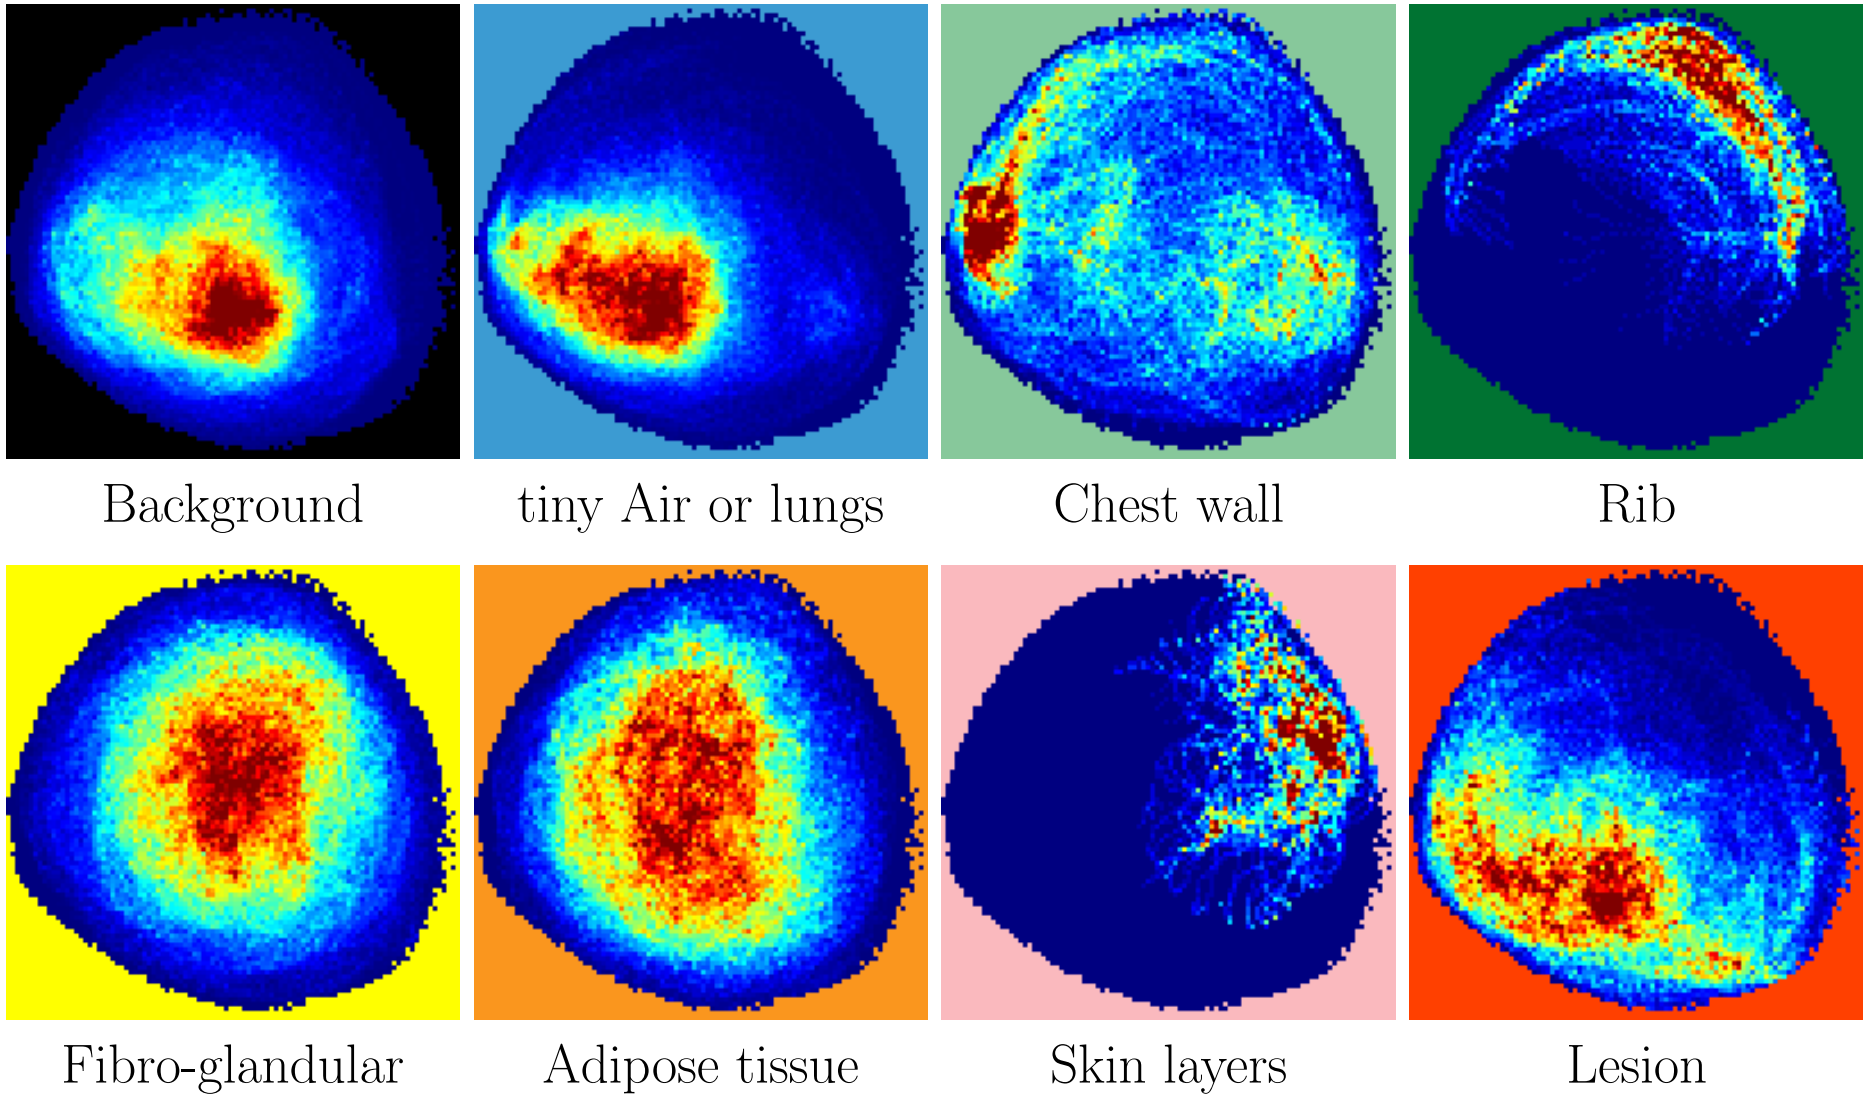 Background
tiny Air or lungs
Chest wall
Rib
Fibro-glandular
Adipose tissue
Skin layers
Lesion